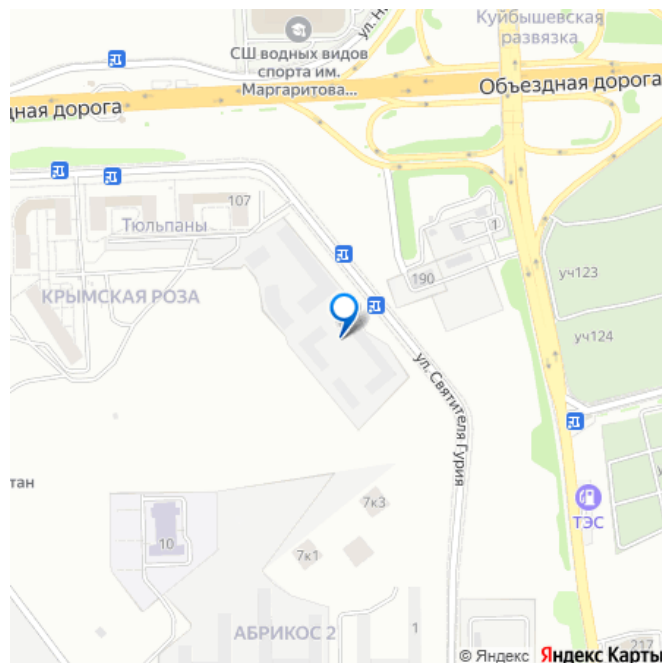 Куйбышевская
развязка
ул. Н
СШ водных видов
спорта им.
Маргаритова...
Объездная дорога
дная дорога
107
Тюльпаны
1
190
уч123
КРЫМСКАЯ РОЗА
уч124
ул. Святителя Гурия
тан
7к3
ТЭС
10
7к1
АБРИКОС 2
1
217
© Яндекс Яндекс Карты